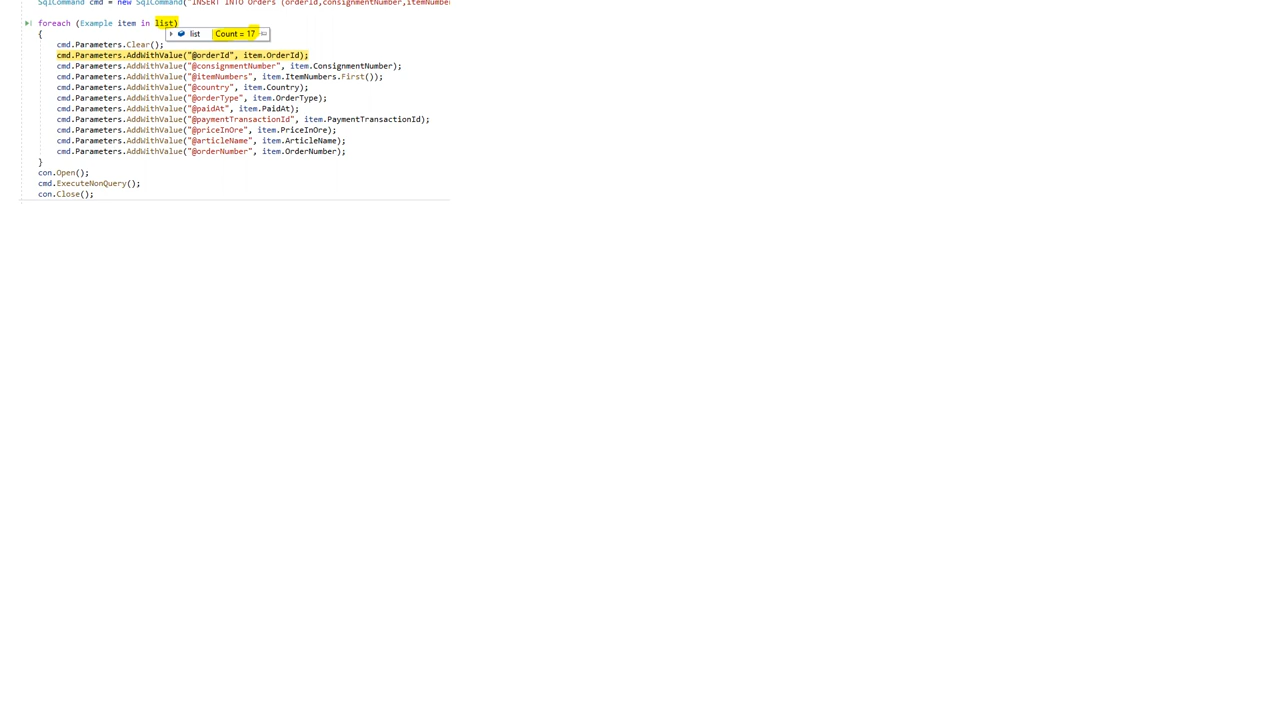 SqlCommand cmd = new SqlCommand("INSERT INTO Orders (orderId,consignmentNumber,itemNumber
foreach (Example item in list)
list Count = 17
{
cmd.Parameters.Clear();
cmd.Parameters.AddWithValue("@orderId", item.OrderId);
cmd.Parameters.AddWithValue("@consignmentNumber", item.ConsignmentNumber);
cmd.Parameters.AddWithValue("@itemNumbers", item.ItemNumbers.First());
cmd.Parameters.AddWithValue("@country", item.Country);
cmd.Parameters.AddWithValue("@orderType", item.OrderType);
cmd.Parameters.AddWithValue("@paidAt", item.PaidAt);
cmd.Parameters.AddWithValue("@paymentTransactionId", item.PaymentTransactionId);
cmd.Parameters.AddWithValue("@priceInOre", item.PriceInOre);
cmd.Parameters.AddWithValue("@articleName", item.ArticleName);
cmd.Parameters.AddWithValue("@orderNumber", item.OrderNumber);
}
con.Open();
cmd.ExecuteNonQuery();
con.Close();